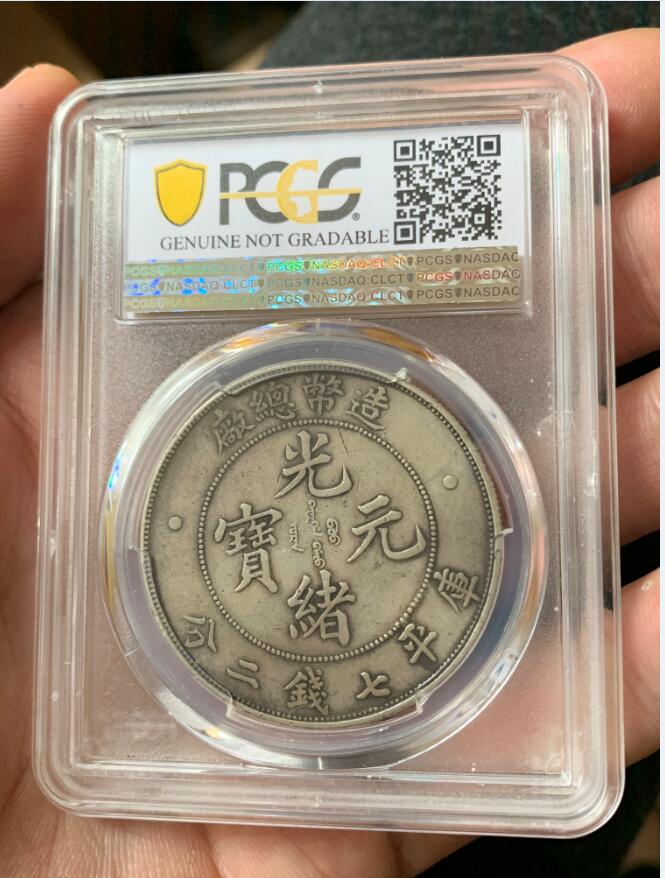 PCGS
GENUINE NOT GRADABLE
PCGS NASDAQ:CLCT PCGS NASDAQ:CLCT PCGS NASDAQ
PCGS NASDAQ:CLCT PCGS NASDAQ:CLCT PCGS NASDAQ
PCGS NASDAQ:CLCT PCGS NASDAQ:CLCT PCGS NASDAQ
造幣總廠
光緒元寶
庫平七錢二分